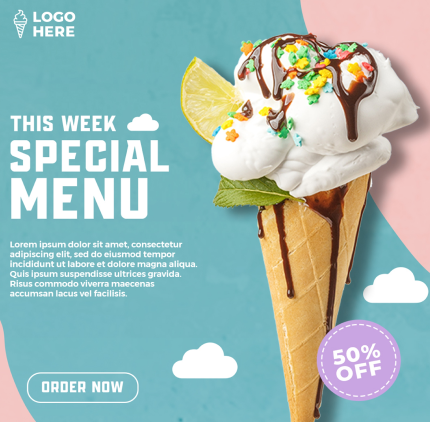 LOGO
HERE
THIS WEEK
SPECIAL
MENU
Lorem ipsum dolor sit amet, consectetur
adipiscing elit, sed do eiusmod tempor
incididunt ut labore et dolore magna aliqua.
Quis ipsum suspendisse ultrices gravida.
Risus commodo viverra maecenas
accumsan lacus vel facilisis.
50%
OFF
ORDER NOW